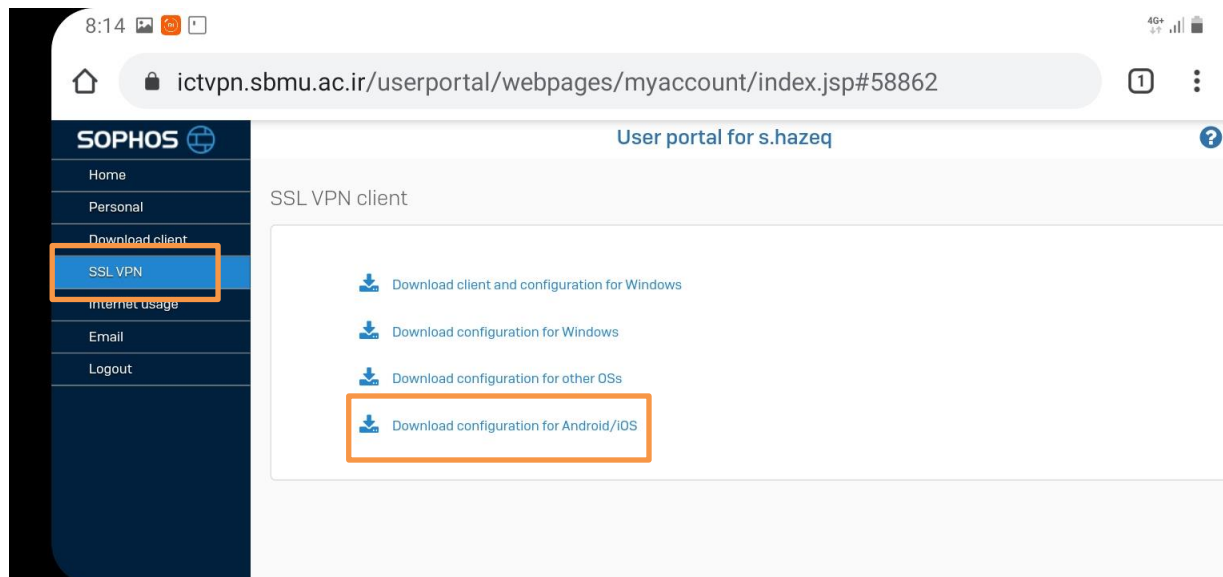 8:14
4G+
ictvpn.sbmu.ac.ir/userportal/webpages/myaccount/index.jsp#58862
1
SOPHOS
User portal for s.hazeq
?
Home
Personal
SSL VPN client
Download client
SSL VPN
Download client and configuration for Windows
Internet usage
Download configuration for Windows
Email
Logout
Download configuration for other OSs
Download configuration for Android/iOS